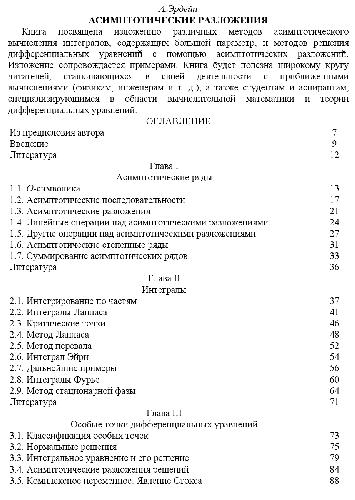 А. Эрдейи
АСИМПТОТИЧЕСКИЕ РАЗЛОЖЕНИЯ
Книга посвящена изложению различных методов асимптотического
вычисления интегралов, содержащих большой параметр, и методов решения
дифференциальных уравнений с помощью асимптотических разложений.
Изложение сопровождается примерами. Книга будет полезна широкому кругу
читателей, сталкивающихся в своей деятельности с приближенными
вычислениями (физикам, инженерам и т. д.), а также студентам и аспирантам,
специализирующимся в области вычислительной математики и теории
дифференциальных уравнений.
ОГЛАВЛЕНИЕ
Из предисловия автора 7
Введение 9
Литература 12
Глава I
Асимптотические ряды
1.1. О-символика 13
1.2. Асимптотические последовательности 17
1.3. Асимптотические разложения 21
1.4. Линейные операции над асимптотическими разложениями 24
1.5. Другие операции над асимптотическими разложениями 27
1.6. Асимптотические степенные ряды 31
1.7. Суммирование асимптотических рядов 33
Литература 36
Глава II
Интегралы
2.1. Интегрирование по частям 37
2.2. Интегралы Лапласа 41
2.3. Критические точки 46
2.4. Метод Лапласа 48
2.5. Метод перевала 52
2.6. Интеграл Эйри 54
2.7. Дальнейшие примеры 56
2.8. Интегралы Фурье 60
2.9. Метод стационарной фазы 64
Литература 71
Глава III
Особые точки дифференциальных уравнений
3.1. Классификация особых точек 73
3.2. Нормальные решения 75
3.3. Интегральное уравнение и его решение 79
3.4. Асимптотические разложения решений 84
3.5. Комплексное переменное. Явление Стокса 88